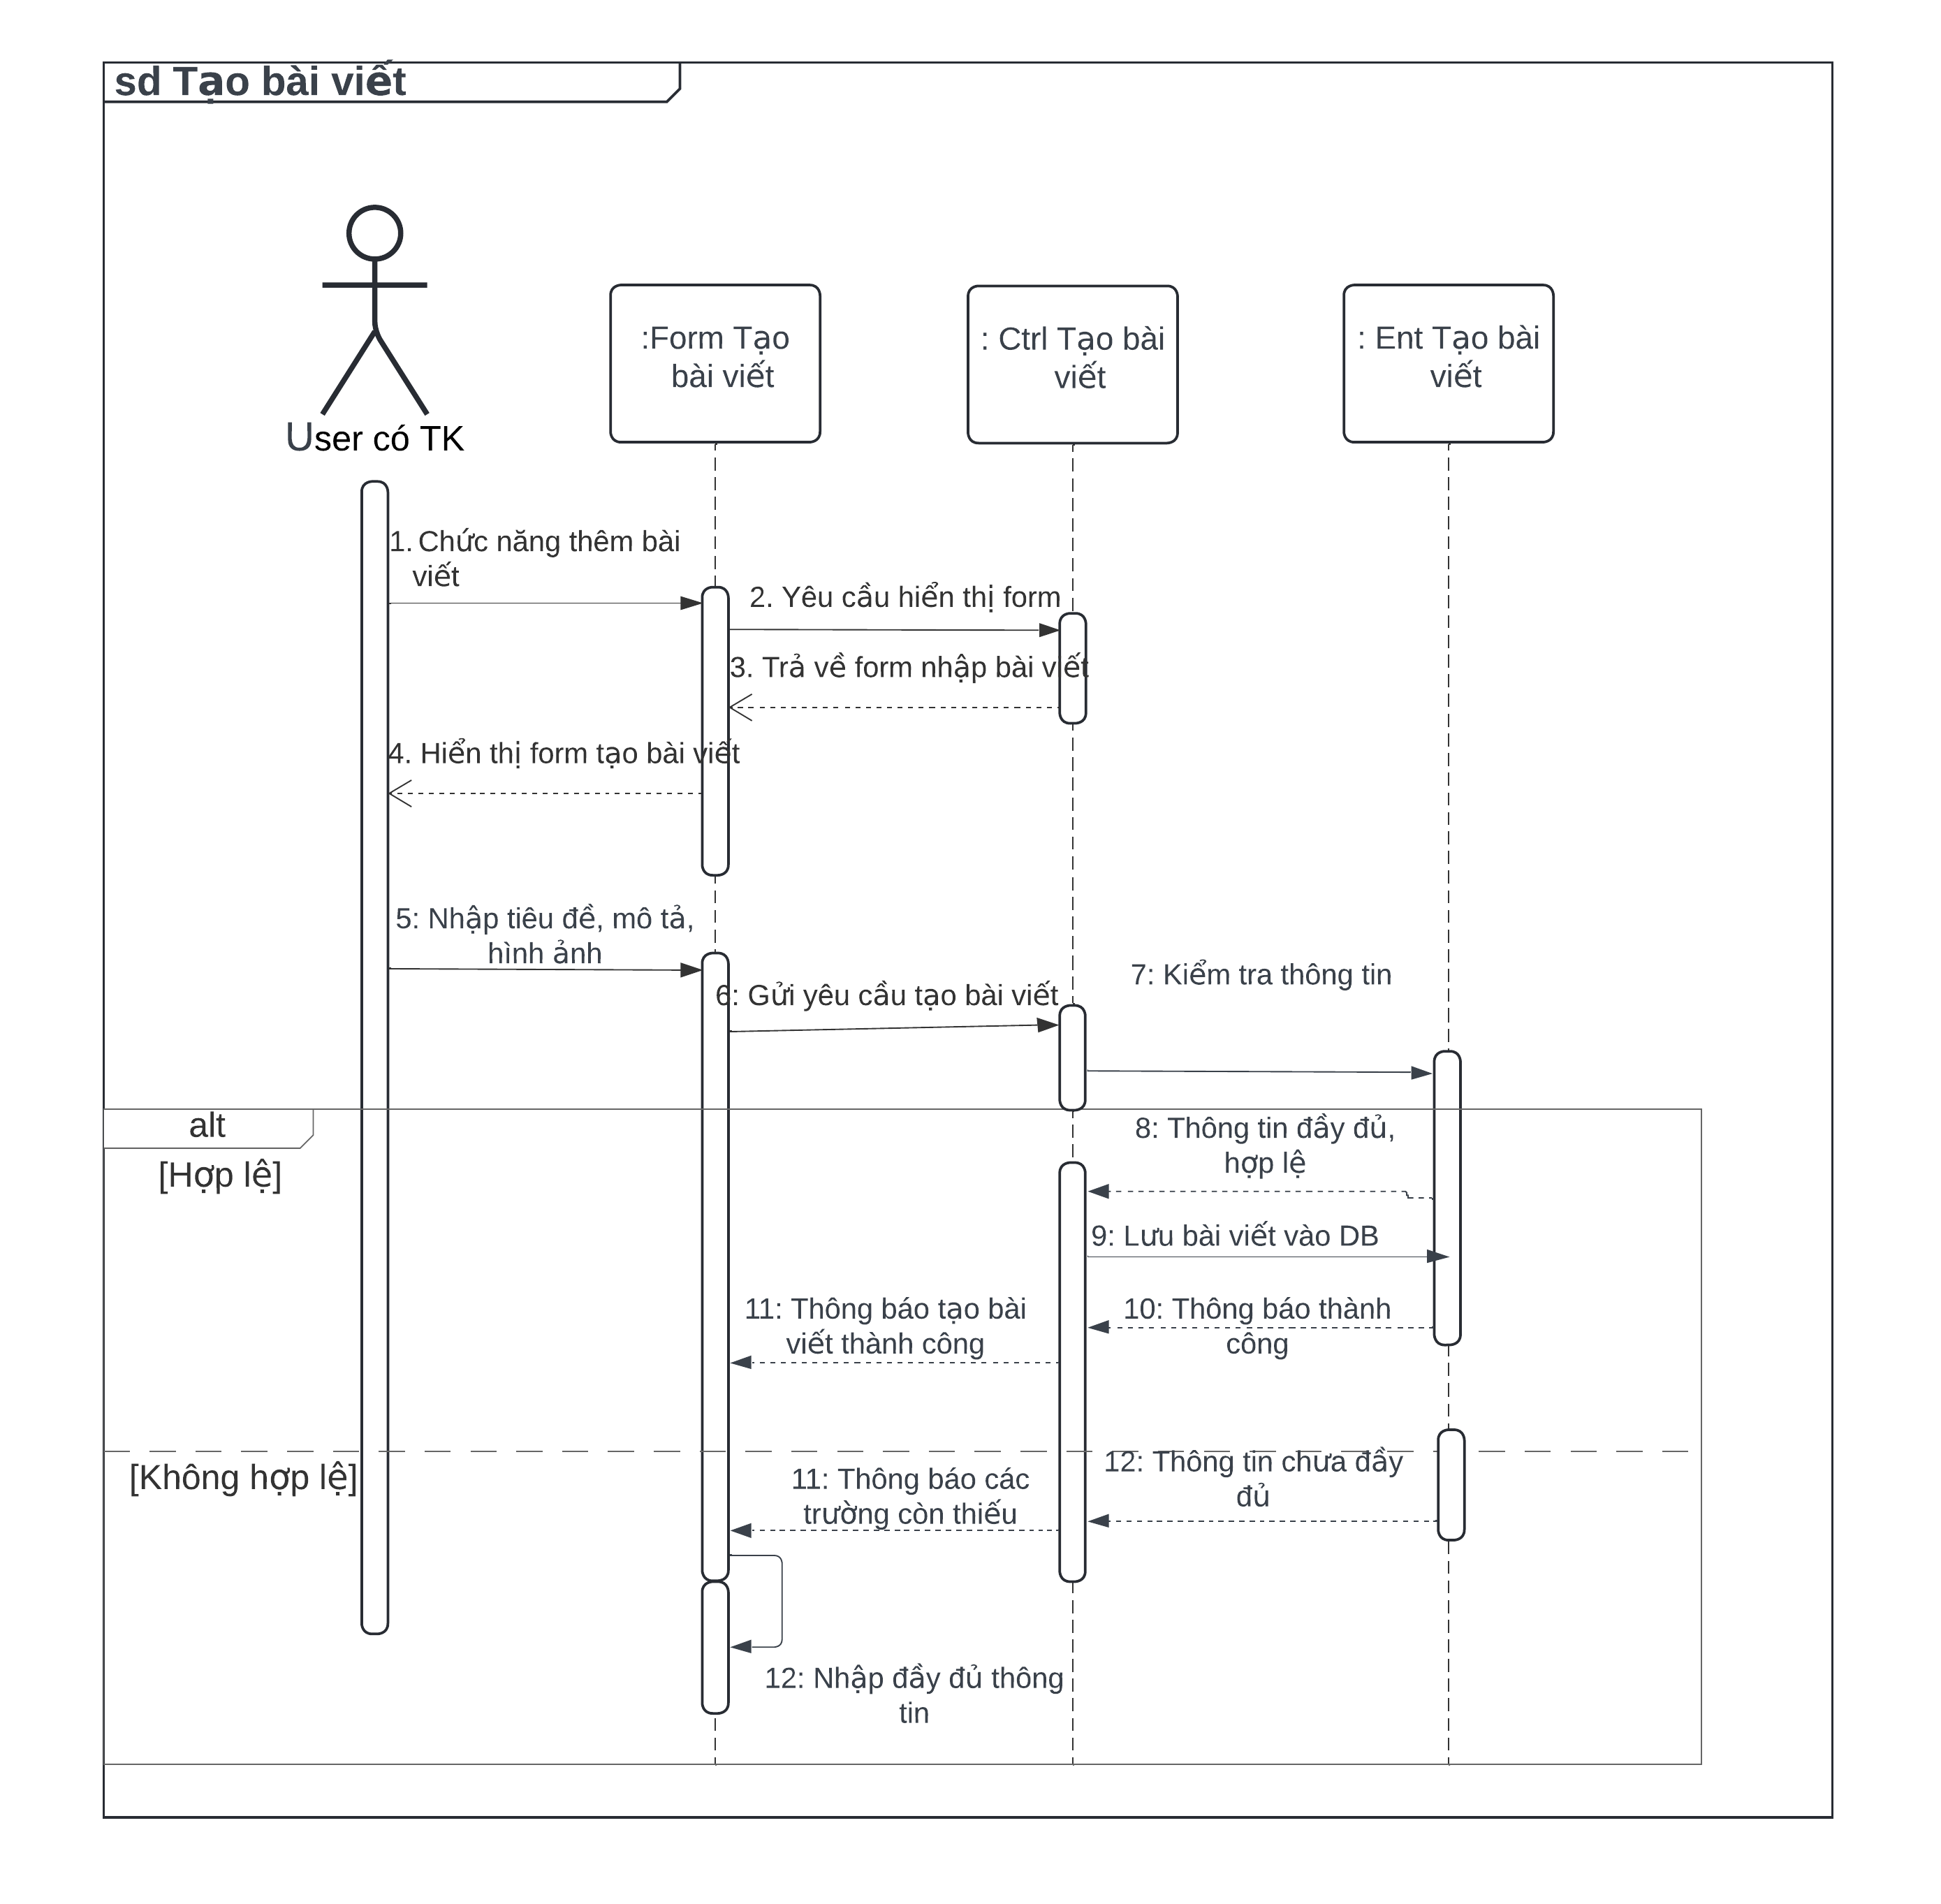 sd Tạo bài viết
User có TK
:Form Tạo
bài viết
: Ctrl Tạo bài
viết
: Ent Tạo bài
viết
1. Chức năng thêm bài
viết
2. Yêu cầu hiển thị form
3. Trả về form nhập bài viết
4. Hiển thị form tạo bài viết
5: Nhập tiêu đề, mô tả,
hình ảnh
6: Gửi yêu cầu tạo bài viết
7: Kiểm tra thông tin
alt
[Hợp lệ]
8: Thông tin đầy đủ,
hợp lệ
9: Lưu bài viết vào DB
10: Thông báo thành
công
11: Thông báo tạo bài
viết thành công
[Không hợp lệ]
12: Thông tin chưa đầy
đủ
11: Thông báo các
trường còn thiếu
12: Nhập đầy đủ thông
tin